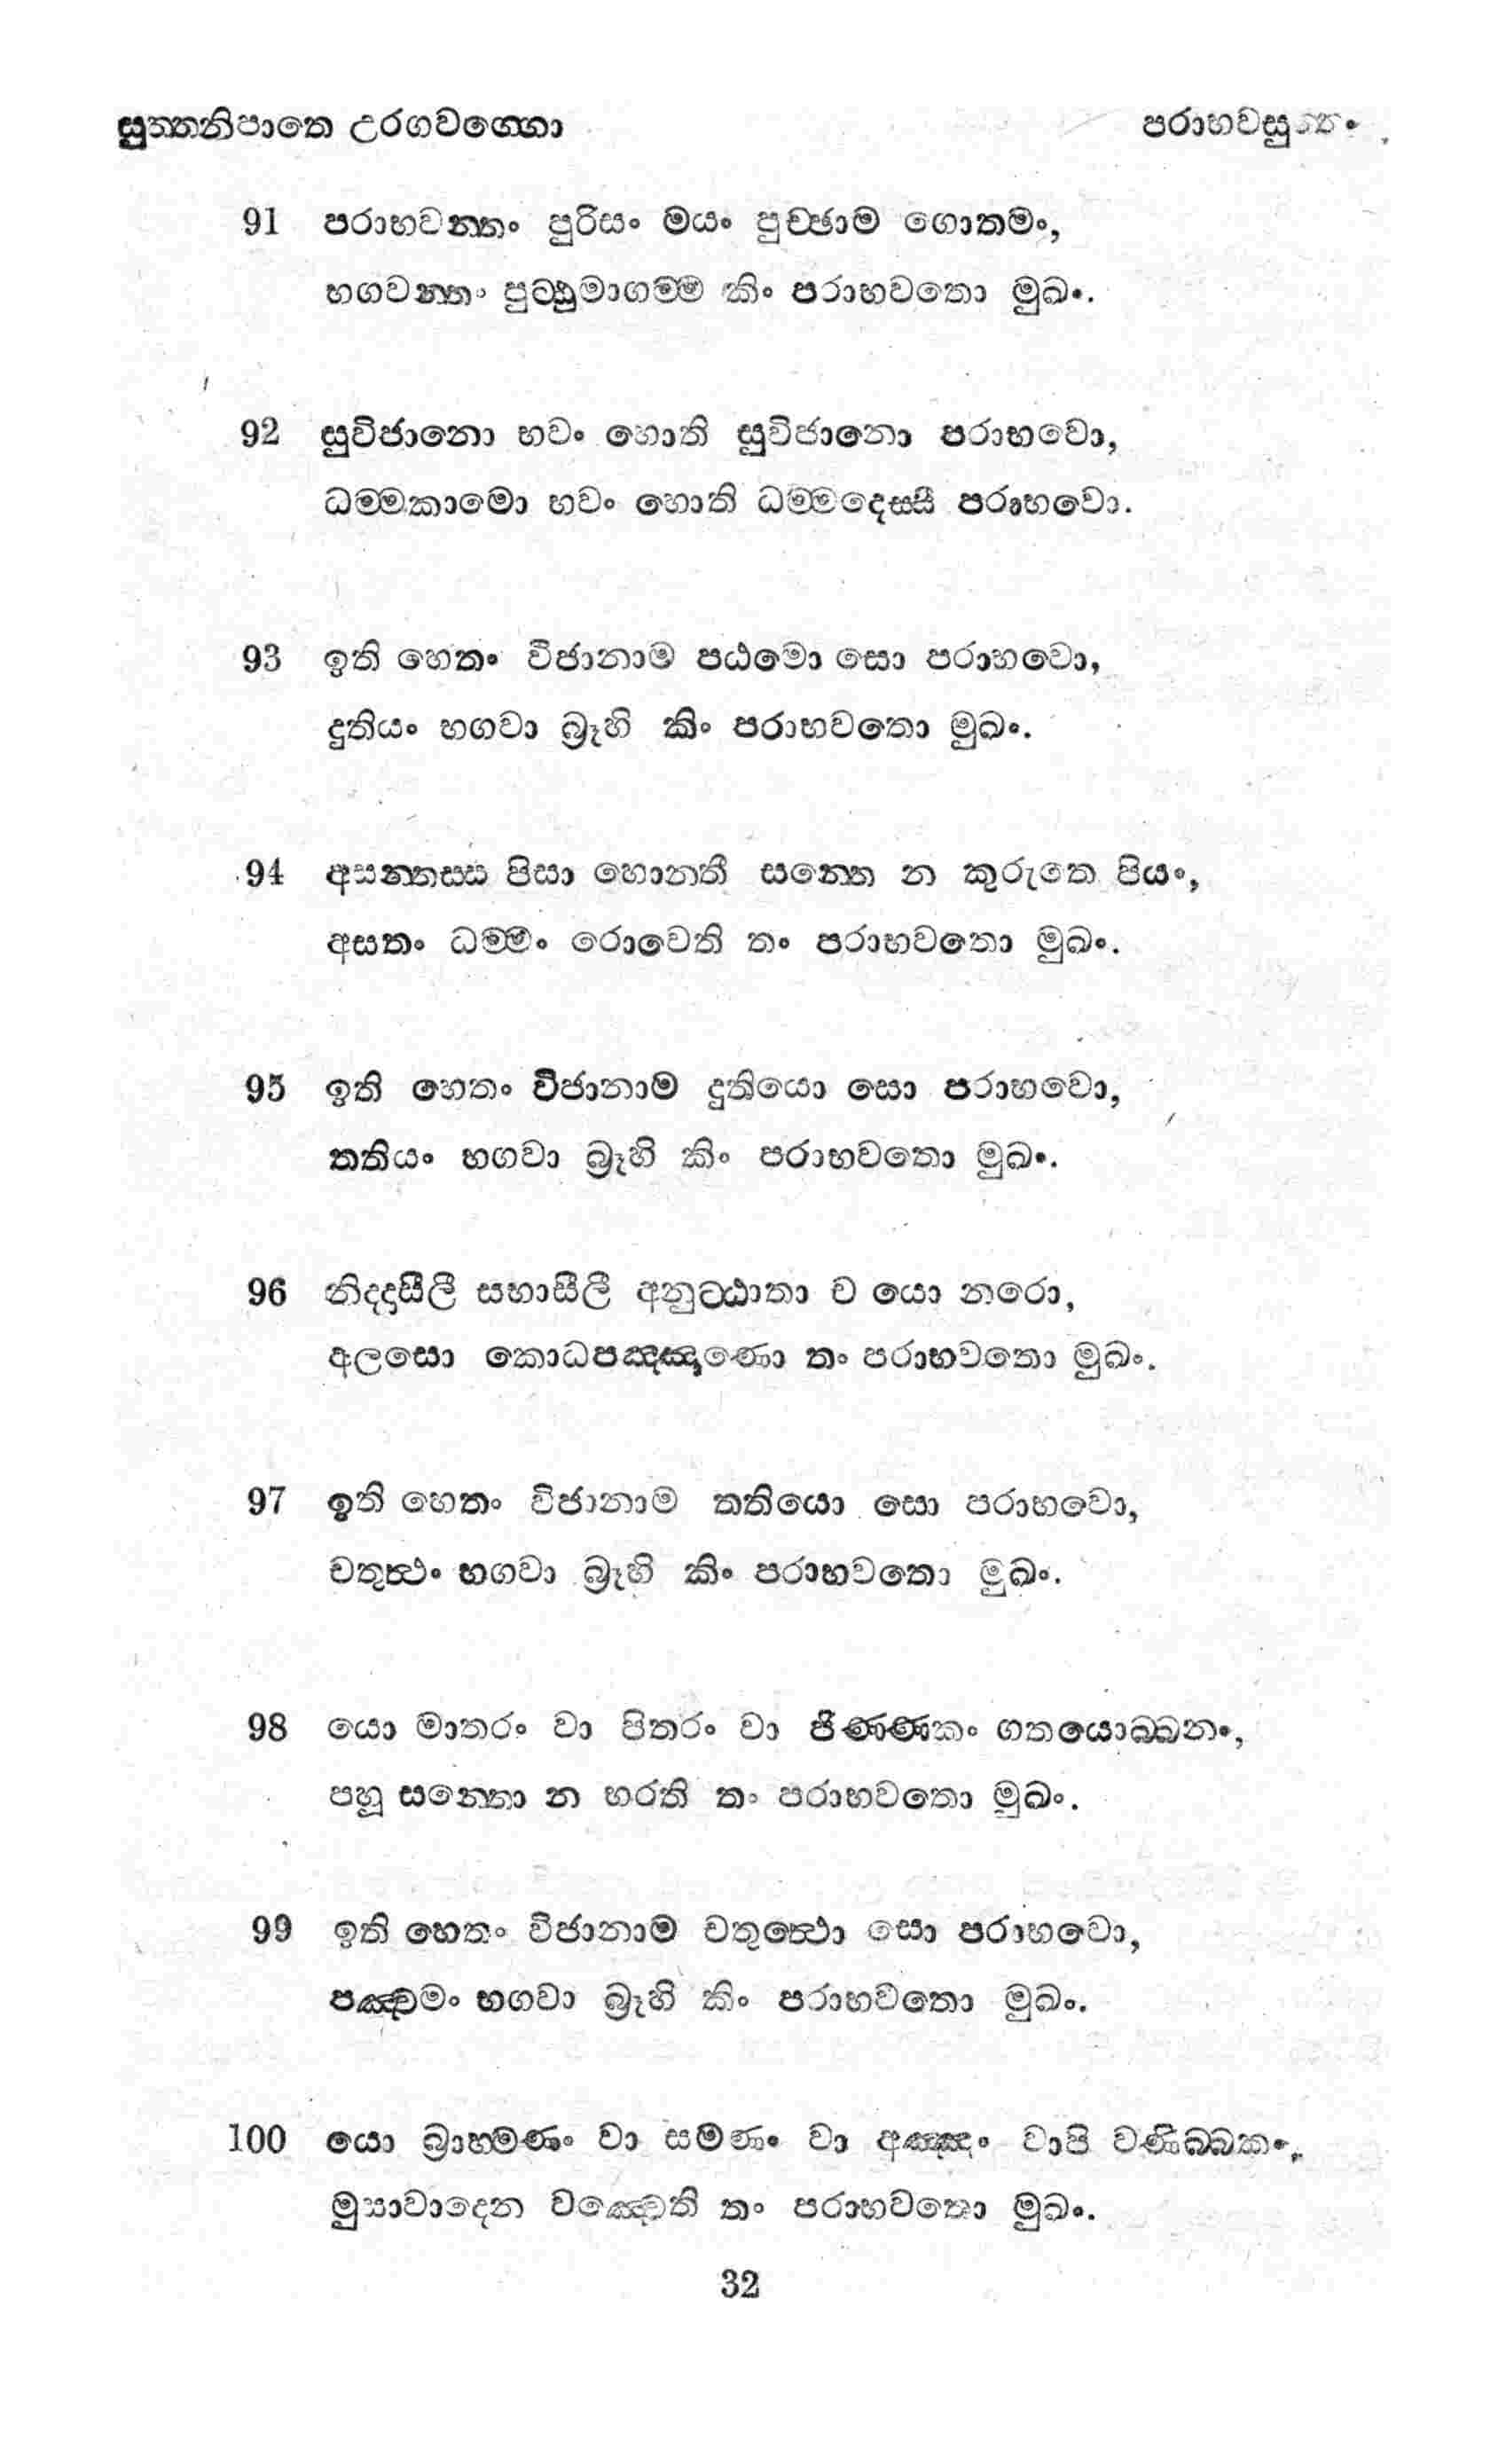 සුත්තනිපාතෙ උරගවග්ගො පරාභවසුත්තං
91 පරාභවන්තං පුරිසං මයං පුච්ඡාම ගොතමං,
භගවන්තං පුට්ඨුමාගම්ම කිං පරාභවතො මුඛං.
92 සුවිජානො භවං හොති සුවිජානො පරාභවො,
ධම්මකාමො භවං හොති ධම්මදෙස්සී පරාභවො.
93 ඉති හෙතං විජානාම පඨමො සො පරාභවො,
දුතියං භගවා බ්‍රූහි කිං පරාභවතො මුඛං.
94 අසන්තස්ස පියා හොන්ති සන්තෙ න කුරුතෙ පියං,
අසතං ධම්මං රොචෙති තං පරාභවතො මුඛං.
95 ඉති හෙතං විජානාම දුතියො සො පරාභවො,
තතියං භගවා බ්‍රූහි කිං පරාභවතො මුඛං.
96 නිද්දාසීලී සභාසීලී අනුට්ඨාතා ච යො නරො,
අලසො කොධපඤ්ඤාණො තං පරාභවතො මුඛං.
97 ඉති හෙතං විජානාම තතියො සො පරාභවො,
චතුත්ථං භගවා බ්‍රූහි කිං පරාභවතො මුඛං.
98 යො මාතරං වා පිතරං වා ජිණ්ණකං ගතයොබ්බනං,
පහූ සන්තො න භරති තං පරාභවතො මුඛං.
99 ඉති හෙතං විජානාම චතුත්ථො සො පරාභවො,
පඤ්චමං භගවා බ්‍රූහි කිං පරාභවතො මුඛං.
100 යො බ්‍රාහ්මණං වා සමණං වා අඤ්ඤං වාපි වණිබ්බකං,
මුසාවාදෙන වඤ්චෙති තං පරාභවතො මුඛං.
32